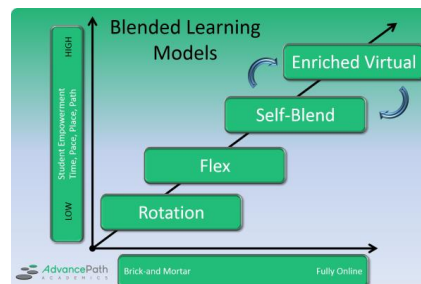 Blended Learning
Models
HIGH
Student Empowerment
Time, Pace, Place, Path
LOW
Enriched Virtual
Self-Blend
Flex
Rotation
AdvancePath
ACADEMICS
Brick-and Mortar
Fully Online